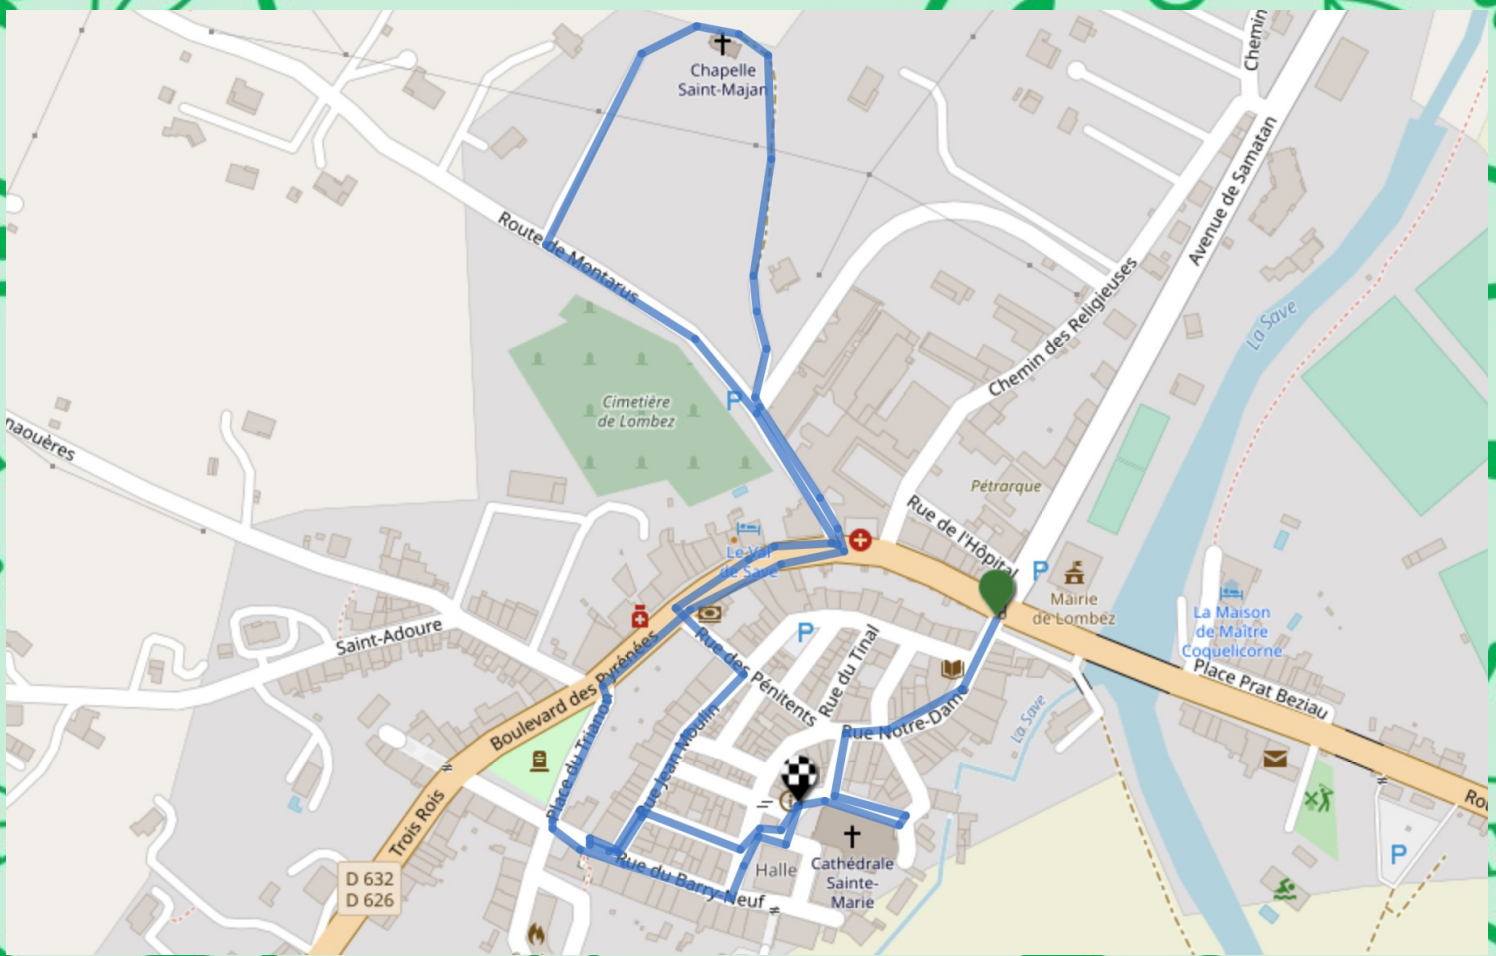 Chemin
Chapelle
Saint-Majan
Avenue de Samatan
Route de Montarus
Chemin des Religieuses
La Save
P
Cimetière
de Lombez
naouères
Pétrarque
Rue de l'Hôpital
Le Val
de Save
P
Mairie
de Lombez
La Maison
de Maître
Coquelicorne
Saint-Adoure
P
Rue des Pénitents
Rue du Tinal
Place Prat Beziau
Boulevard des Pyrénées
Rue Notre-Dame
La Save
Place du Trianon
Rue Jean Moulin
Rou
Trois Rois
P
Halle
Cathédrale
Sainte-
Marie
Rue du Barry-Neuf
D 632
D 626